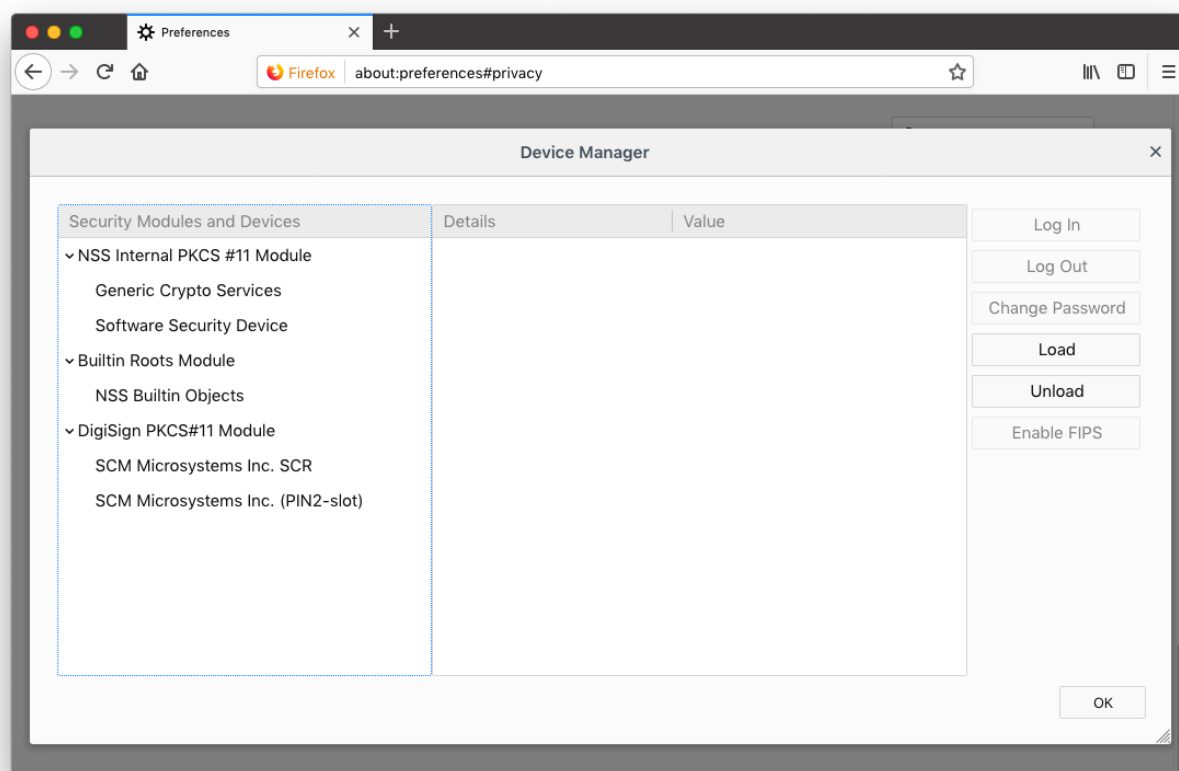 Preferences
Firefox about:preferences#privacy
Device Manager
Security Modules and Devices Details Value
NSS Internal PKCS #11 Module
Generic Crypto Services
Software Security Device
Builtin Roots Module
NSS Builtin Objects
DigiSign PKCS#11 Module
SCM Microsystems Inc. SCR
SCM Microsystems Inc. (PIN2-slot)
Log In
Log Out
Change Password
Load
Unload
Enable FIPS
OK